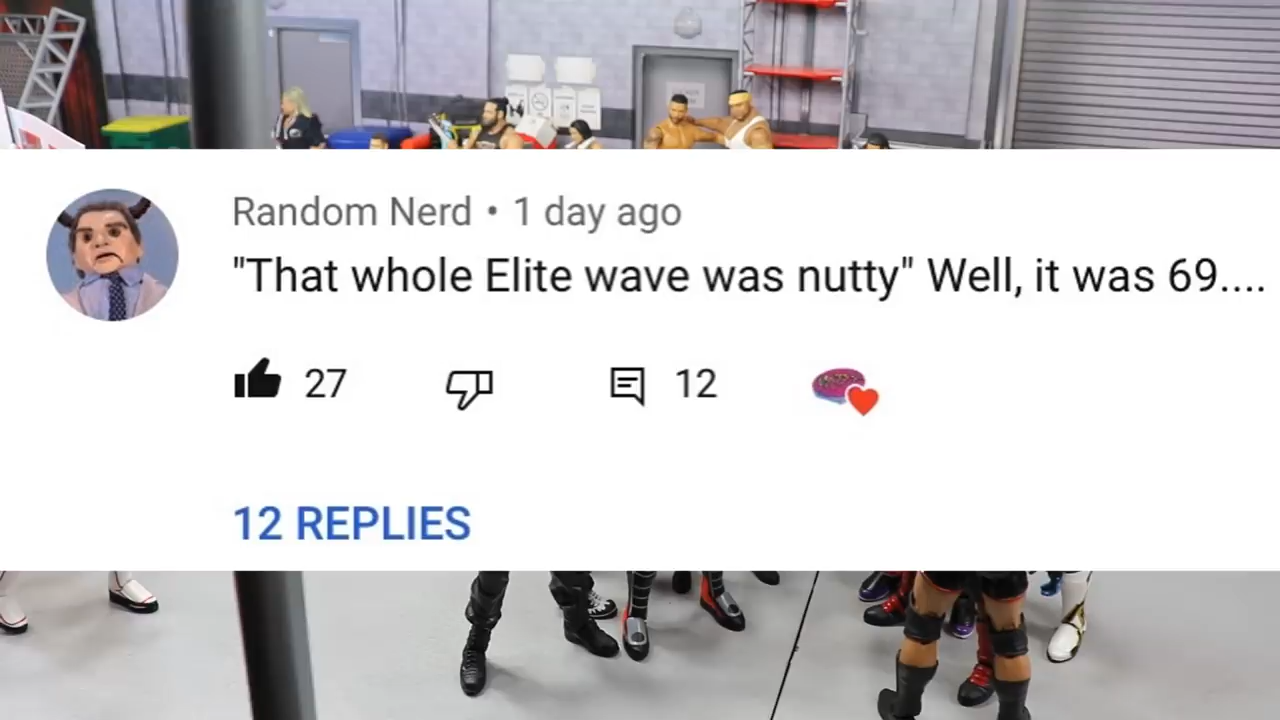 Random Nerd • 1 day ago
"That whole Elite wave was nutty" Well, it was 69....
27
12
12 REPLIES